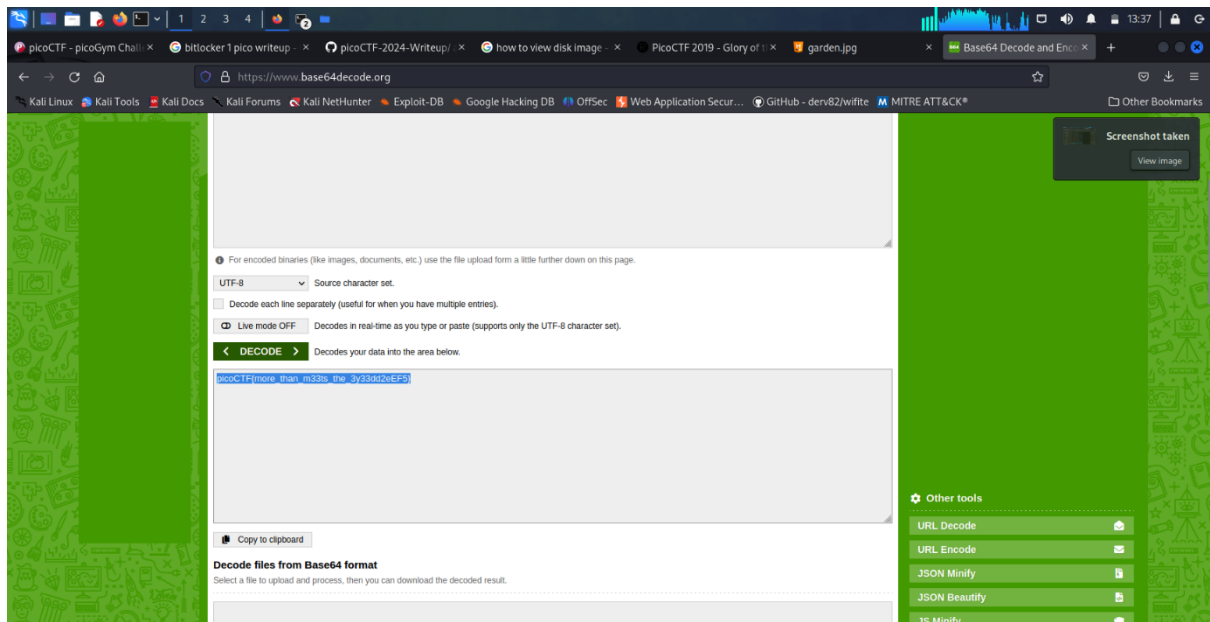 1 2 3 4 2 13:37
picoCTF - picoGym Chall bitlocker 1 pico writeup - picoCTF-2024-Writeup/ how to view disk image - PicoCTF 2019 - Glory of t garden.jpg Base64 Decode and Enco
https://www.base64decode.org
Kali Linux Kali Tools Kali Docs Kali Forums Kali NetHunter Exploit-DB Google Hacking DB OffSec Web Application Secur... GitHub - derv82/wifite MITRE ATT&CK® Other Bookmarks
Screenshot taken
View image
For encoded binaries (like images, documents, etc.) use the file upload form a little further down on this page.
UTF-8 Source character set.
Decode each line separately (useful for when you have multiple entries).
Live mode OFF Decodes in real-time as you type or paste (supports only the UTF-8 character set).
< DECODE > Decodes your data into the area below.
picoCTF{more_than_m33ts_the_3y33dd2eEF5}
Other tools
URL Decode
Copy to clipboard
URL Encode
Decode files from Base64 format
JSON Minify
Select a file to upload and process, then you can download the decoded result.
JSON Beautify
JS Minify